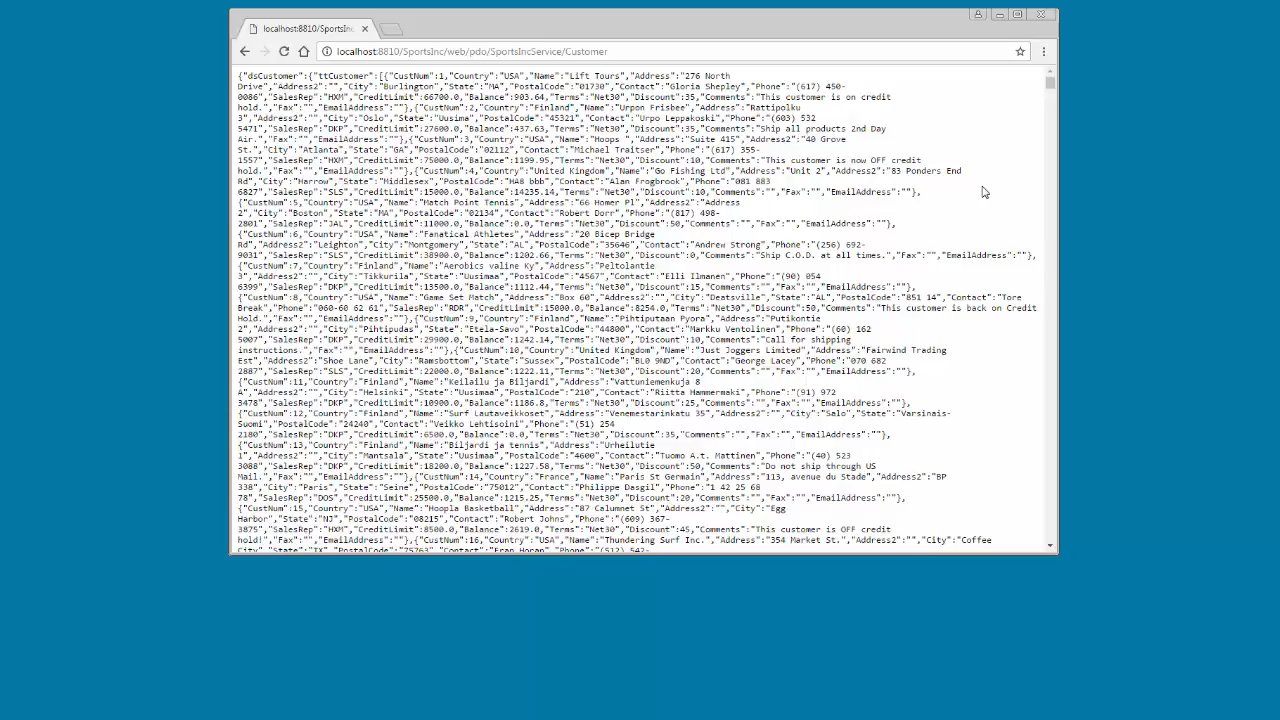 localhost:8810/SportsInc
localhost:8810/SportsInc/web/pdo/SportsIncService/Customer
{"dsCustomer":{"ttCustomer":[{"CustNum":1,"Country":"USA","Name":"Lift Tours","Address":"276 North
Drive","Address2":"","City":"Burlington","State":"MA","PostalCode":"01730","Contact":"Gloria Shepley","Phone":"(617) 450-
0086","SalesRep":"HXM","CreditLimit":66700.0,"Balance":903.64,"Terms":"Net30","Discount":35,"Comments":"This customer is on credit
hold.","Fax":"","EmailAddress":""},{"CustNum":2,"Country":"Finland","Name":"Urpon Frisbee","Address":"Rattipolku
3","Address2":"","City":"Oslo","State":"Uusima","PostalCode":"45321","Contact":"Urpo Leppakoski","Phone":"(603) 532
5471","SalesRep":"DKP","CreditLimit":27600.0,"Balance":437.63,"Terms":"Net30","Discount":35,"Comments":"Ship all products 2nd Day
Air.","Fax":"","EmailAddress":""},{"CustNum":3,"Country":"USA","Name":"Hoops ","Address":"Suite 415","Address2":"40 Grove
St.","City":"Atlanta","State":"GA","PostalCode":"02112","Contact":"Michael Traitser","Phone":"(617) 355-
1557","SalesRep":"HXM","CreditLimit":75000.0,"Balance":1199.95,"Terms":"Net30","Discount":10,"Comments":"This customer is now OFF credit
hold.","Fax":"","EmailAddress":""},{"CustNum":4,"Country":"United Kingdom","Name":"Go Fishing Ltd","Address":"Unit 2","Address2":"83 Ponders End
Rd","City":"Harrow","State":"Middlesex","PostalCode":"HA8 bbb","Contact":"Alan Frogbrook","Phone":"081 883
6827","SalesRep":"SLS","CreditLimit":15000.0,"Balance":14235.14,"Terms":"Net30","Discount":10,"Comments":"","Fax":"","EmailAddress":""},
{"CustNum":5,"Country":"USA","Name":"Match Point Tennis","Address":"66 Homer Pl","Address2":"Address
2","City":"Boston","State":"MA","PostalCode":"02134","Contact":"Robert Dorr","Phone":"(817) 498-
2801","SalesRep":"JAL","CreditLimit":11000.0,"Balance":0.0,"Terms":"Net30","Discount":50,"Comments":"","Fax":"","EmailAddress":""},
{"CustNum":6,"Country":"USA","Name":"Fanatical Athletes","Address":"20 Bicep Bridge
Rd","Address2":"Leighton","City":"Montgomery","State":"AL","PostalCode":"35646","Contact":"Andrew Strong","Phone":"(256) 692-
9031","SalesRep":"SLS","CreditLimit":38900.0,"Balance":1202.66,"Terms":"Net30","Discount":0,"Comments":"Ship C.O.D. at all times.","Fax":"","EmailAddress":""},
{"CustNum":7,"Country":"Finland","Name":"Aerobics valine Ky","Address":"Peltolantie
3","Address2":"","City":"Tikkurila","State":"Uusimaa","PostalCode":"4567","Contact":"Elli Ilmanen","Phone":"(90) 054
6399","SalesRep":"DKP","CreditLimit":13500.0,"Balance":1112.44,"Terms":"Net30","Discount":15,"Comments":"","Fax":"","EmailAddress":""},
{"CustNum":8,"Country":"USA","Name":"Game Set Match","Address":"Box 60","Address2":"","City":"Deatsville","State":"AL","PostalCode":"851 14","Contact":"Tore
Break","Phone":"060-60 62 61","SalesRep":"RDR","CreditLimit":15000.0,"Balance":8254.0,"Terms":"Net30","Discount":50,"Comments":"This customer is back on Credit
Hold.","Fax":"","EmailAddress":""},{"CustNum":9,"Country":"Finland","Name":"Pihtiputaan Pyora","Address":"Putikontie
2","City":"Pihtipudas","State":"Etela-Savo","PostalCode":"44800","Contact":"Markku Ventolinen","Phone":"(60) 162
5007","SalesRep":"DKP","CreditLimit":29900.0,"Balance":1242.14,"Terms":"Net30","Discount":10,"Comments":"Call for shipping
instructions.","Fax":"","EmailAddress":""},{"CustNum":10,"Country":"United Kingdom","Name":"Just Joggers Limited","Address":"Fairwind Trading
Est","Address2":"Shoe Lane","City":"Ramsbottom","State":"Sussex","PostalCode":"BL0 9ND","Contact":"George Lacey","Phone":"070 682
2887","SalesRep":"SLS","CreditLimit":22000.0,"Balance":1222.11,"Terms":"Net30","Discount":20,"Comments":"","Fax":"","EmailAddress":""},
{"CustNum":11,"Country":"Finland","Name":"Keilailu ja Biljardi","Address":"Vattuniemenkuja 8
A","Address2":"","City":"Helsinki","State":"Uusimaa","PostalCode":"210","Contact":"Riitta Hammermaki","Phone":"(91) 972
3478","SalesRep":"DKP","CreditLimit":10900.0,"Balance":1186.8,"Terms":"Net30","Discount":25,"Comments":"","Fax":"","EmailAddress":""},
{"CustNum":12,"Country":"Finland","Name":"Surf Lautaveikkoset","Address":"Venemestarinkatu 35","Address2":"","City":"Salo","State":"Varsinais-
Suomi","PostalCode":"24240","Contact":"Veikko Lehtisoini","Phone":"(51) 254
2180","SalesRep":"DKP","CreditLimit":6500.0,"Balance":0.0,"Terms":"Net30","Discount":35,"Comments":"","Fax":"","EmailAddress":""},
{"CustNum":13,"Country":"Finland","Name":"Biljardi ja tennis","Address":"Urheilutie
1","Address2":"","City":"Mantsala","State":"Uusimaa","PostalCode":"4600","Contact":"Tuomo A.t. Mattinen","Phone":"(40) 523
3088","SalesRep":"DKP","CreditLimit":18200.0,"Balance":1227.58,"Terms":"Net30","Discount":50,"Comments":"Do not ship through US
Mail.","Fax":"","EmailAddress":""},{"CustNum":14,"Country":"France","Name":"Paris St Germain","Address":"113, avenue du Stade","Address2":"BP
338","City":"Paris","State":"Seine","PostalCode":"75012","Contact":"Philippe Dasgil","Phone":"1 42 25 68
78","SalesRep":"DOS","CreditLimit":25500.0,"Balance":1215.25,"Terms":"Net30","Discount":20,"Comments":"","Fax":"","EmailAddress":""},
{"CustNum":15,"Country":"USA","Name":"Hoopla Basketball","Address":"87 Calumnet St","Address2":"","City":"Egg
Harbor","State":"NJ","PostalCode":"08215","Contact":"Robert Johns","Phone":"(609) 367-
3875","SalesRep":"HXM","CreditLimit":8500.0,"Balance":2619.0,"Terms":"Net30","Discount":45,"Comments":"This customer is OFF credit
hold!","Fax":"","EmailAddress":""},{"CustNum":16,"Country":"USA","Name":"Thundering Surf Inc.","Address":"354 Market St.","Address2":"","City":"Coffee
City","State":"TX","PostalCode":"75763","Contact":"Fran Horan","Phone":"(512) 542-